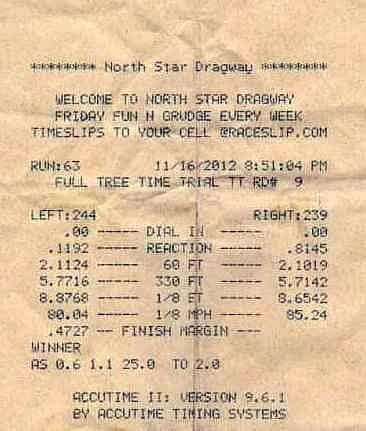 ******** North Star Dragway ********
WELCOME TO NORTH STAR DRAGWAY
FRIDAY FUN N GRUDGE EVERY WEEK
TIMESLIPS TO YOUR CELL @RACESLIP.COM
RUN:63 11/16/2012 8:51:04 PM
FULL TREE TIME TRIAL TT RD# 9
LEFT:244 RIGHT:239
.00 ----- DIAL IN ----- .00
.1192 ----- REACTION ----- .8145
2.1124 ----- 60 FT ----- 2.1019
5.7716 ----- 330 FT ----- 5.7142
8.8768 ----- 1/8 ET ----- 8.6542
80.04 ----- 1/8 MPH ----- 85.24
.4727 --- FINISH MARGIN ---
WINNER
AS 0.6 1.1 25.0 TO 2.0
ACCUTIME II: VERSION 9.6.1
BY ACCUTIME TIMING SYSTEMS